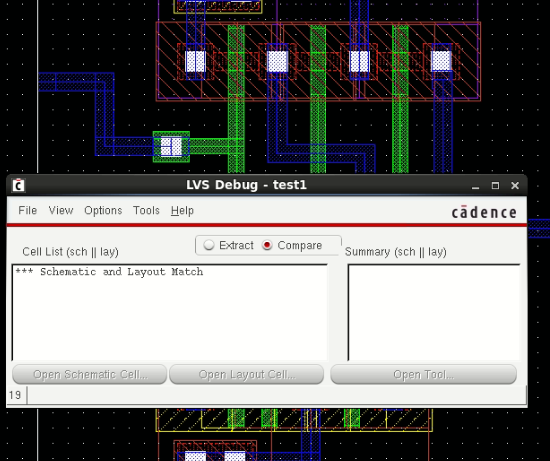 LVS Debug - test1
File View Options Tools Help
cādence
Extract Compare
Cell List (sch || lay) Summary (sch || lay)
*** Schematic and Layout Match
Open Schematic Cell... Open Layout Cell... Open Tool...
19